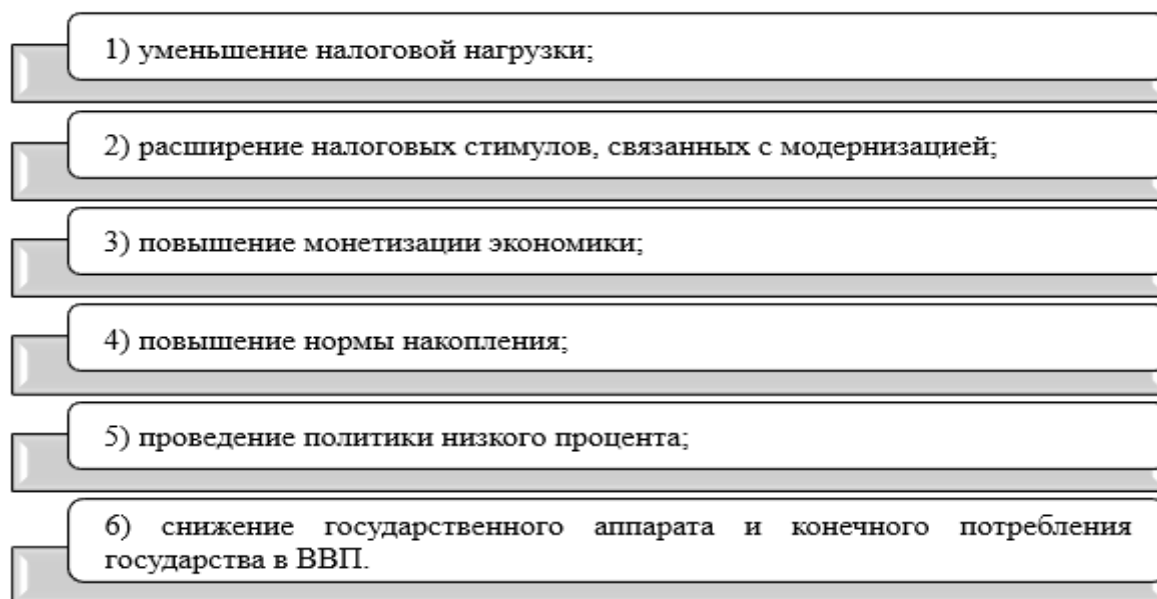 1) уменьшение налоговой нагрузки;
2) расширение налоговых стимулов, связанных с модернизацией;
3) повышение монетизации экономики;
4) повышение нормы накопления;
5) проведение политики низкого процента;
6) снижение государственного аппарата и конечного потребления
государства в ВВП.